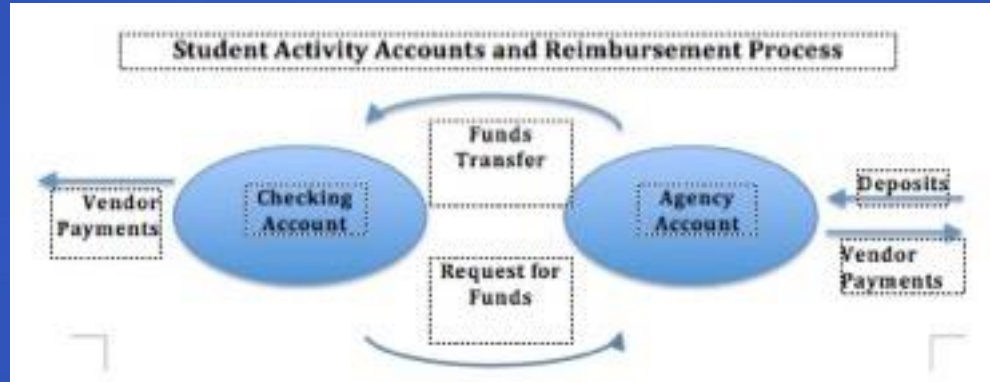 Student Activity Accounts and Reimbursement Process
Funds
Transfer
Vendor
Payments
Checking
Account
Agency
Account
Deposits
Vendor
Payments
Request for
Funds